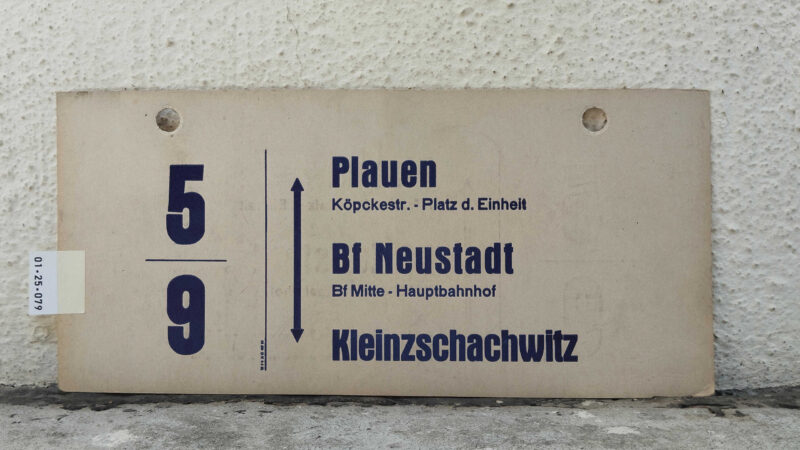 5
9
Plauen
Köpckestr. - Platz d. Einheit
Bf Neustadt
Bf Mitte - Hauptbahnhof
Kleinzschachwitz
01-25-079